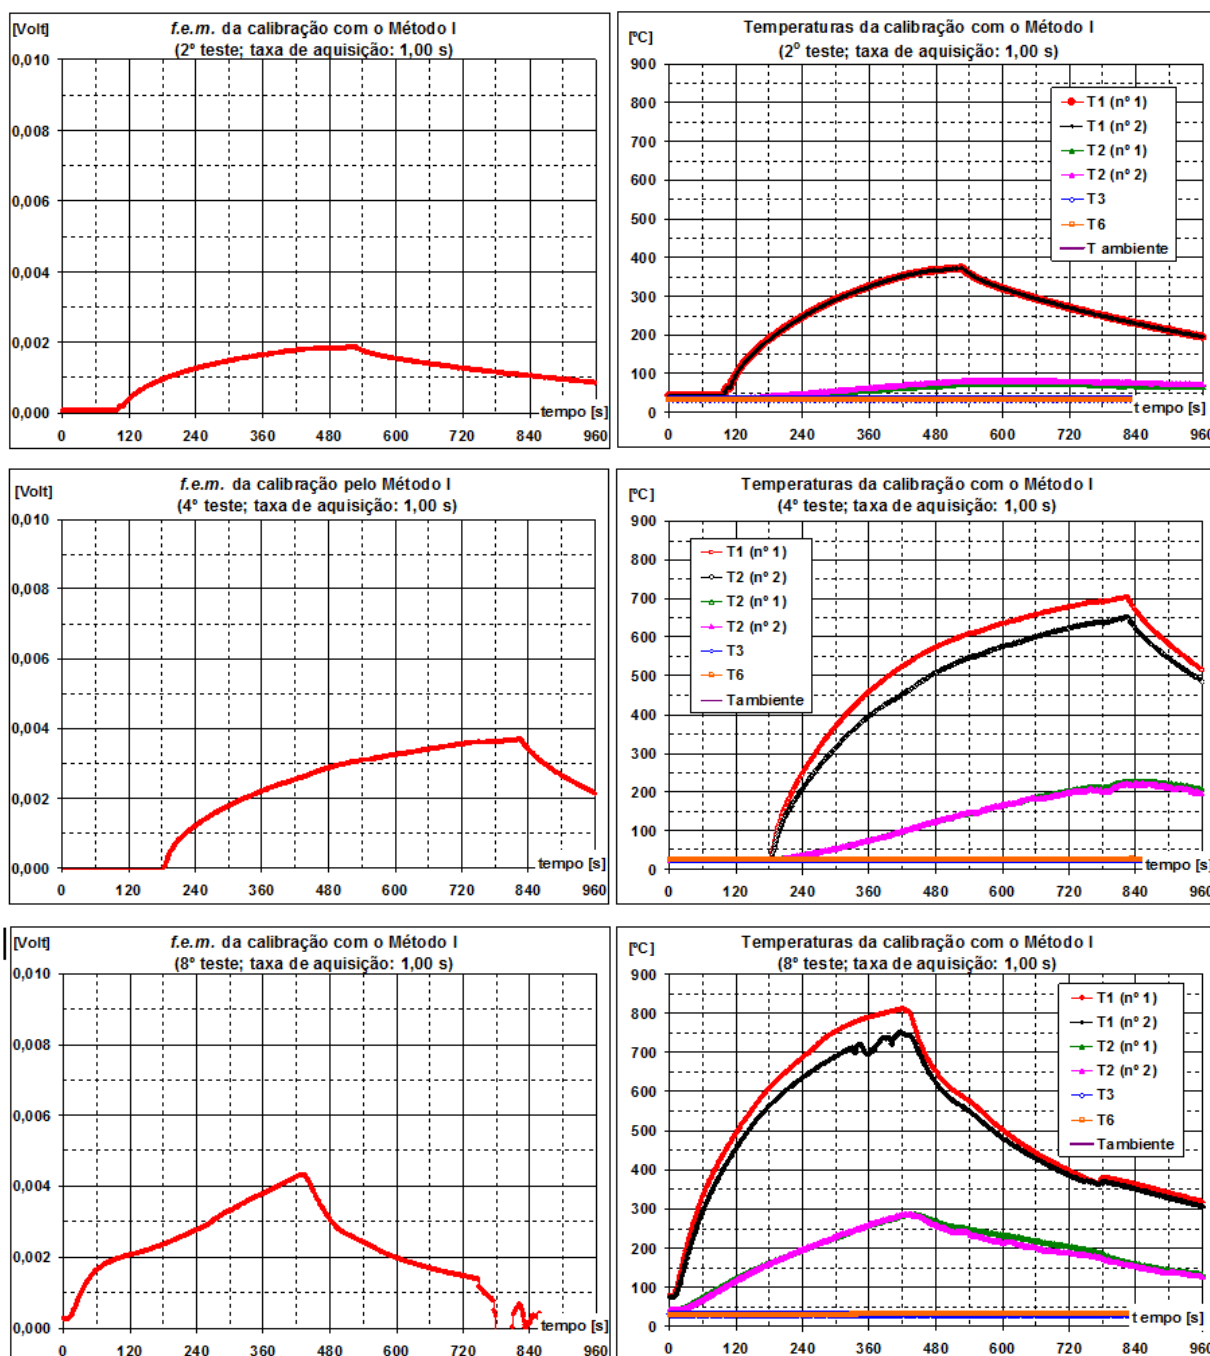 f.e.m. da calibração com o Método I
(2º teste; taxa de aquisição: 1,00 s)
[Volt]
0,010
0,008
0,006
0,004
0,002
0,000
tempo [s]
0 120 240 360 480 600 720 840 960
Temperaturas da calibração com o Método I
(2º teste; taxa de aquisição: 1,00 s)
[ºC]
900
800
700
600
500
400
300
200
100
0
T1 (nº 1)
T1 (nº 2)
T2 (nº 1)
T2 (nº 2)
T3
T6
T ambiente
tempo [s]
0 120 240 360 480 600 720 840 960
f.e.m. da calibração pelo Método I
(4º teste; taxa de aquisição: 1,00 s)
[Volt]
0,010
0,008
0,006
0,004
0,002
0,000
tempo [s]
0 120 240 360 480 600 720 840 960
Temperaturas da calibração com o Método I
(4º teste; taxa de aquisição: 1,00 s)
[ºC]
900
800
700
600
500
400
300
200
100
0
T1 (nº 1)
T2 (nº 2)
T2 (nº 1)
T2 (nº 2)
T3
T6
Tambiente
tempo [s]
0 120 240 360 480 600 720 840 960
f.e.m. da calibração com o Método I
(8º teste; taxa de aquisição: 1,00 s)
[Volt]
0,010
0,008
0,006
0,004
0,002
0,000
tempo [s]
0 120 240 360 480 600 720 840 960
Temperaturas da calibração com o Método I
(8º teste; taxa de aquisição: 1,00 s)
[ºC]
900
800
700
600
500
400
300
200
100
0
T1 (nº 1)
T1 (nº 2)
T2 (nº 1)
T2 (nº 2)
T3
T6
Tambiente
tempo [s]
0 120 240 360 480 600 720 840 960